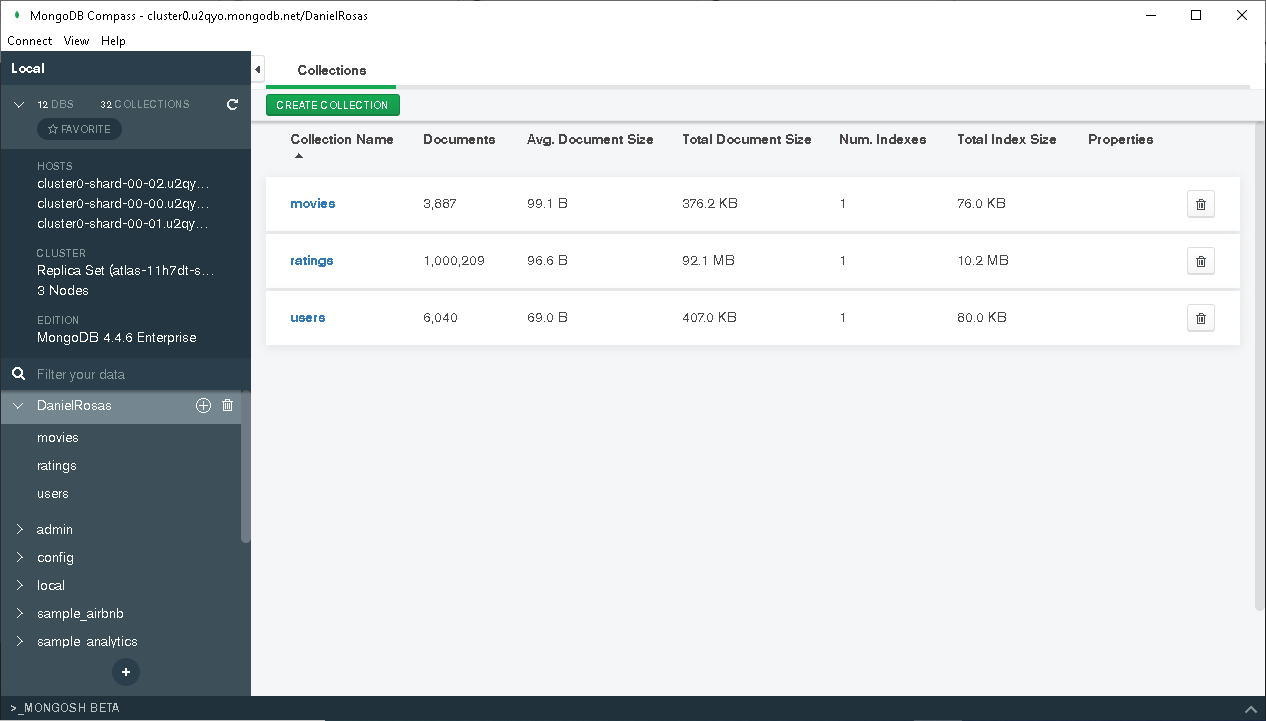 MongoDB Compass - cluster0.u2qyo.mongodb.net/DanielRosas
Connect View Help
Local
12 DBS 32 COLLECTIONS
FAVORITE
HOSTS
cluster0-shard-00-02.u2qy...
cluster0-shard-00-00.u2qy...
cluster0-shard-00-01.u2qy...
CLUSTER
Replica Set (atlas-11h7dt-s...
3 Nodes
EDITION
MongoDB 4.4.6 Enterprise
Filter your data
DanielRosas
movies
ratings
users
admin
config
local
sample_airbnb
sample_analytics
Collections
CREATE COLLECTION
Collection Name Documents Avg. Document Size Total Document Size Num. Indexes Total Index Size Properties
movies 3,887 99.1 B 376.2 KB 1 76.0 KB
ratings 1,000,209 96.6 B 92.1 MB 1 10.2 MB
users 6,040 69.0 B 407.0 KB 1 80.0 KB
>_MONGOSH BETA